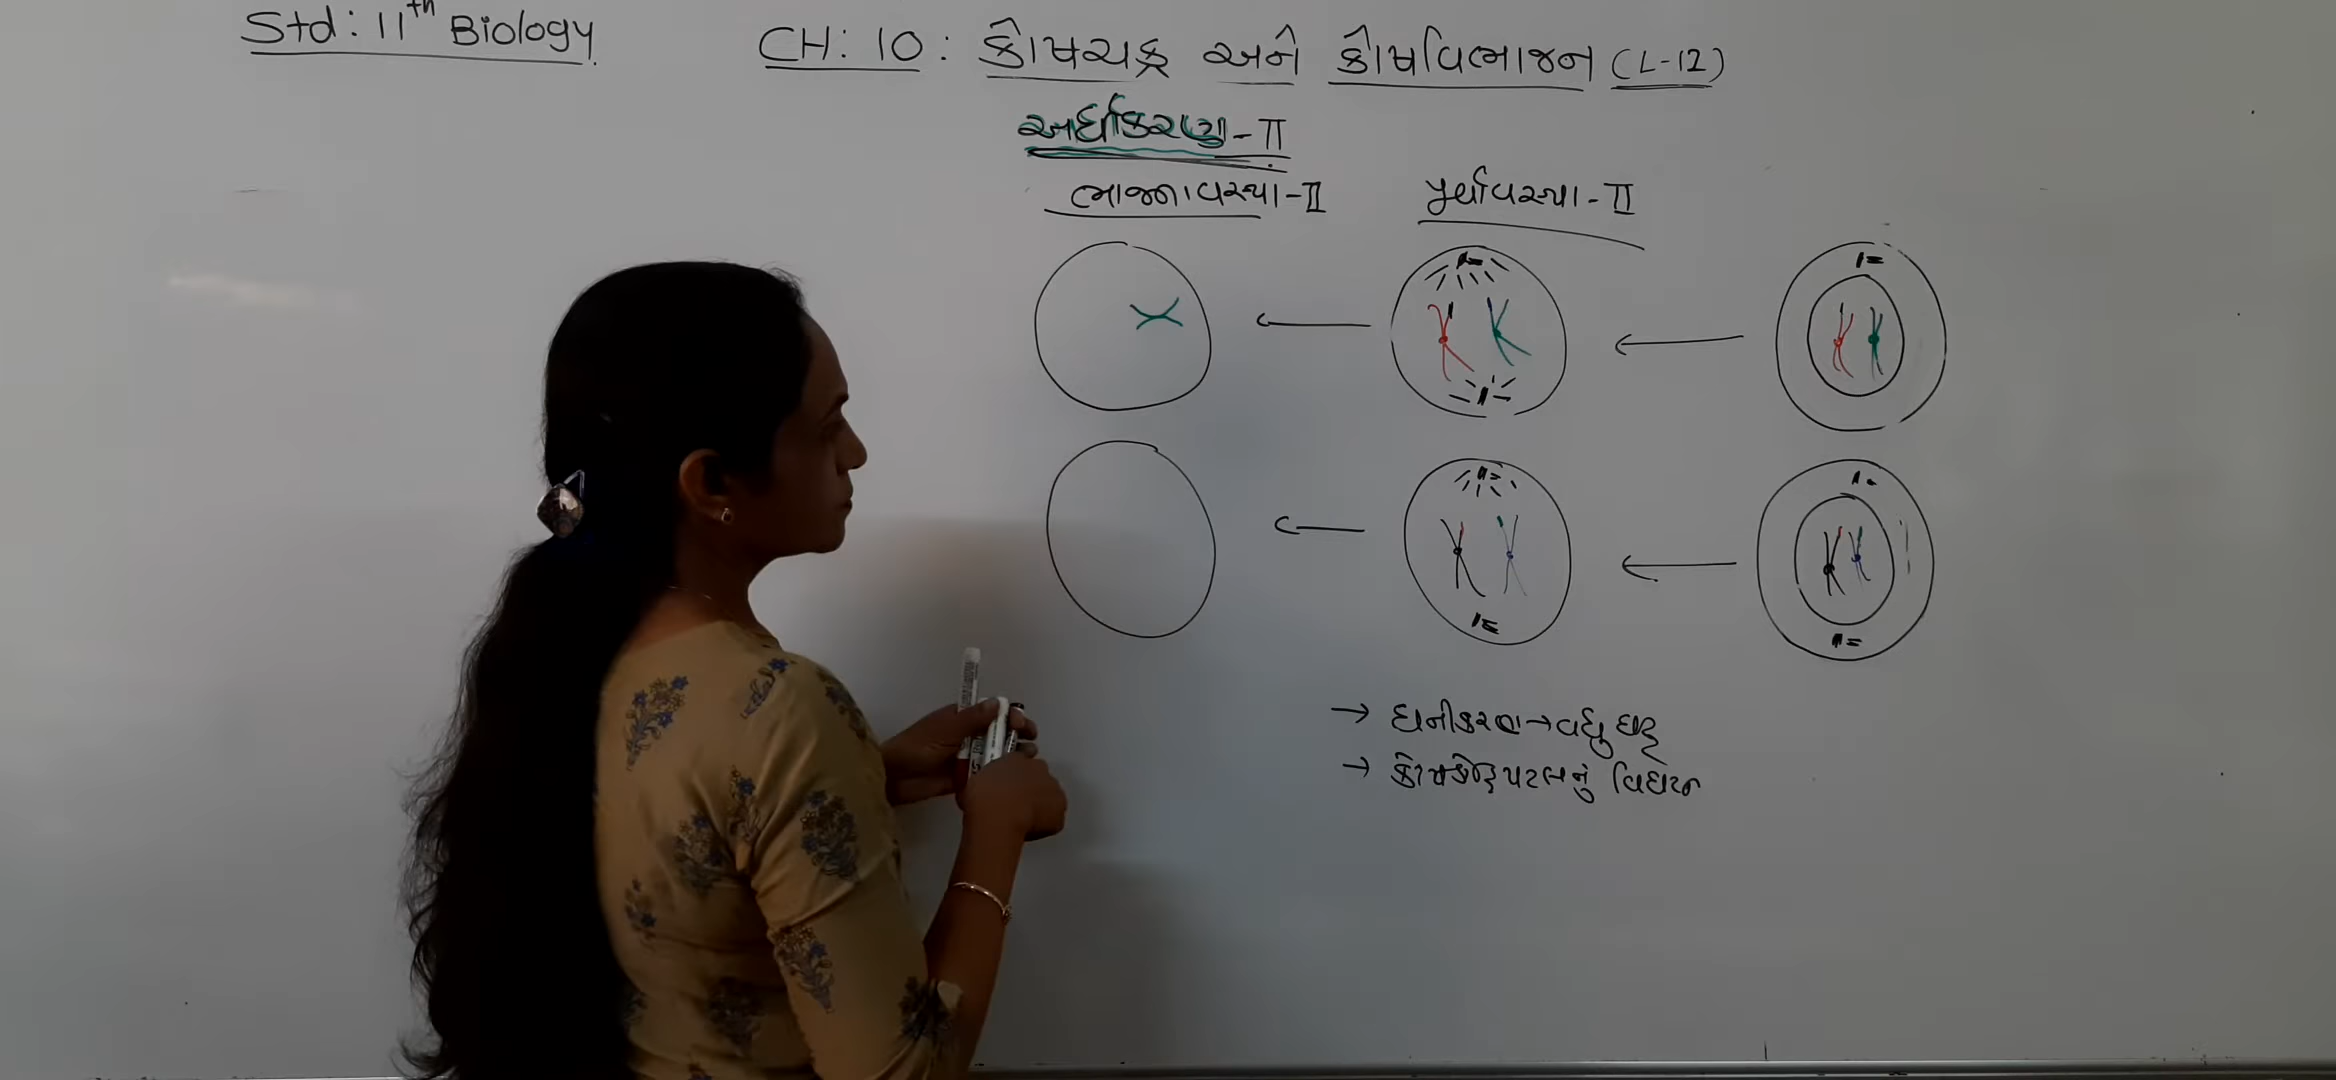 Std: 11th Biology
CH: 10: કોષચક્ર અને કોષવિભાજન (L-12)
અર્ધીકરણ-II
ભાજનાવસ્થા-II
પૂર્વાવસ્થા-II
→ ઘનીકરણ → વધુ ઘટ્ટ
→ કોષકેન્દ્રપટલનું વિઘટન